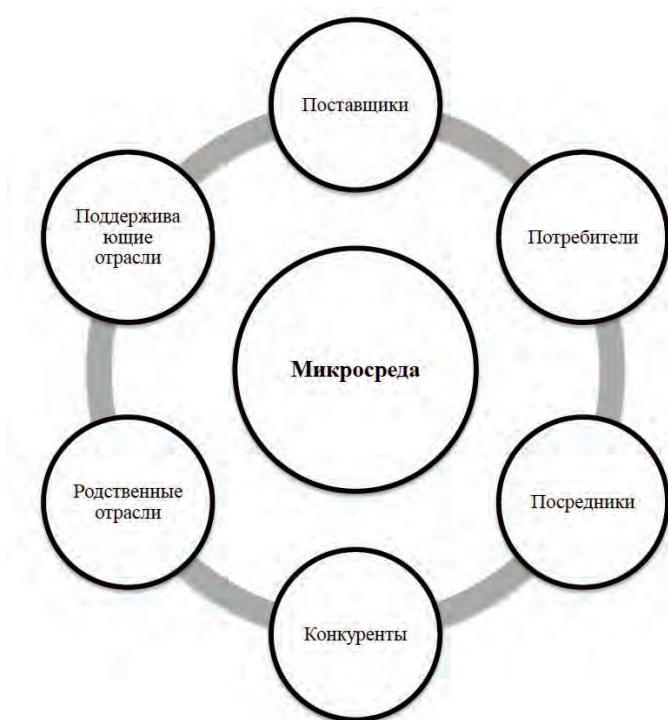 Поставщики
Потребители
Посредники
Конкуренты
Родственные
отрасли
Поддержива
ющие
отрасли
Микросреда